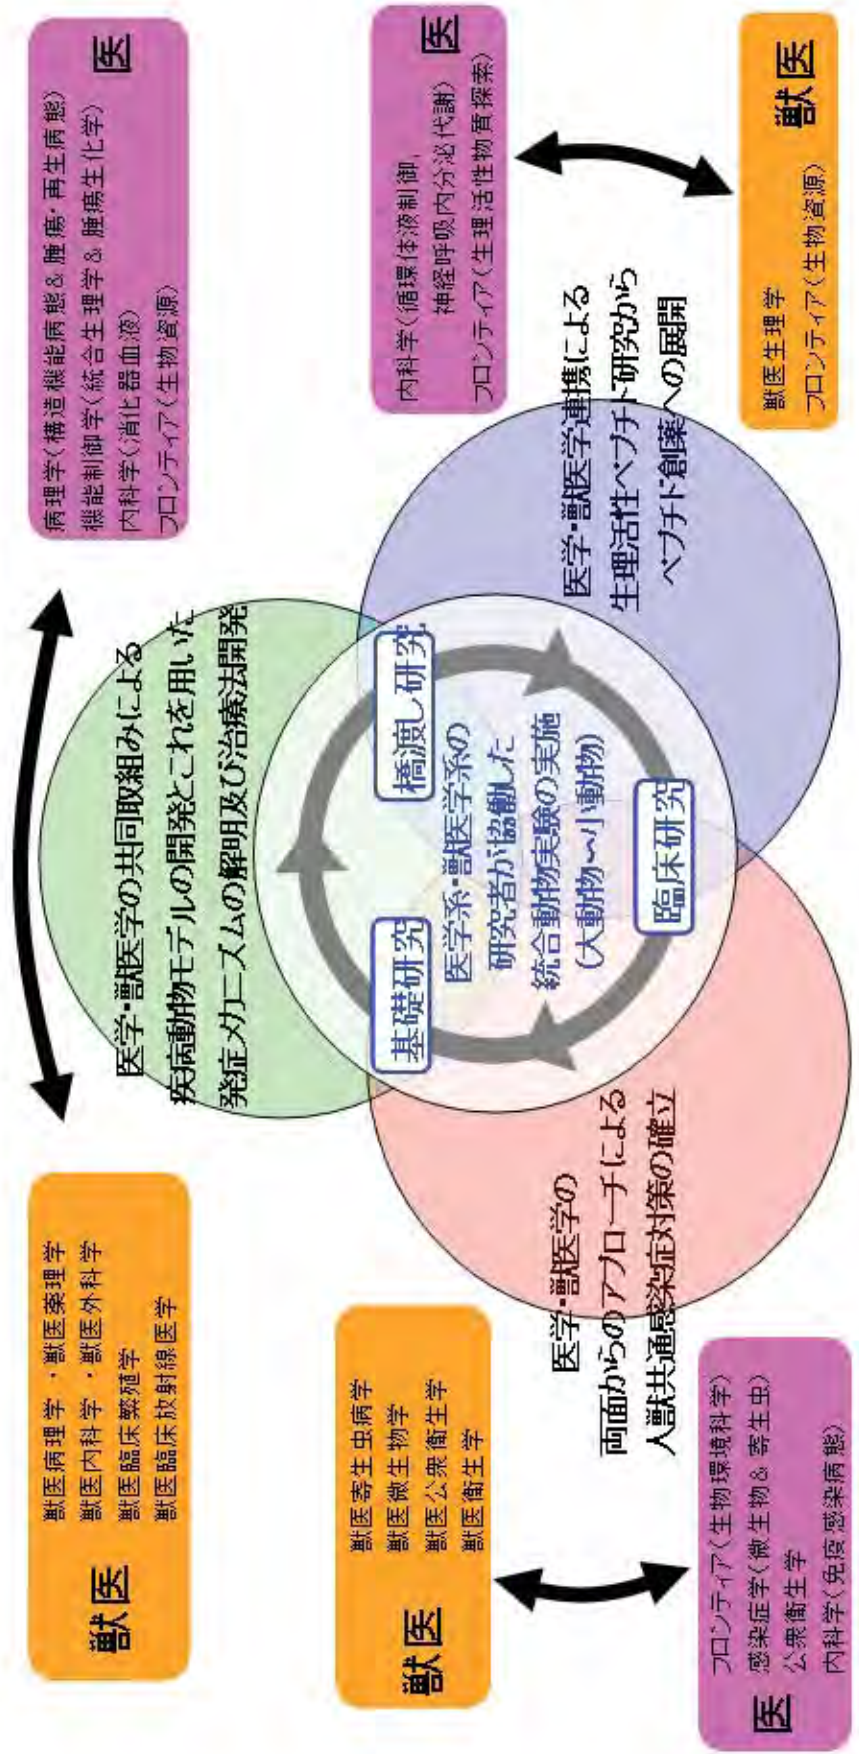 獣医
獣医病理学・獣医薬理学
獣医内科学・獣医外科学
獣医臨床繁殖学
獣医臨床放射線医学
病理学(構造機能病態&腫瘍・再生病態)
機能制御学(統合生理学&腫瘍生化学)
内科学(消化器血液)
フロンティア(生物資源)
医
医学・獣医学の共同取組みによる
疾病動物モデルの開発とこれを用いた
発症メカニズムの解明及び治療法開発
基礎研究
橋渡し研究
臨床研究
医学系・獣医学系の
研究者が協働した
統合動物実験の実施
(大動物〜小動物)
獣医
獣医寄生虫病学
獣医微生物学
獣医公衆衛生学
獣医衛生学
医学・獣医学の
両面からのアプローチによる
人獣共通感染症対策の確立
医
フロンティア(生物環境科学)
感染症学(微生物&寄生虫)
公衆衛生学
内科学(免疫感染病態)
内科学(循環体液制御,
神経呼吸内分泌代謝)
フロンティア(生理活性物質探索)
医
医学・獣医学連携による
生理活性ペプチド研究から
ペプチド創薬への展開
獣医生理学
フロンティア(生物資源)
獣医